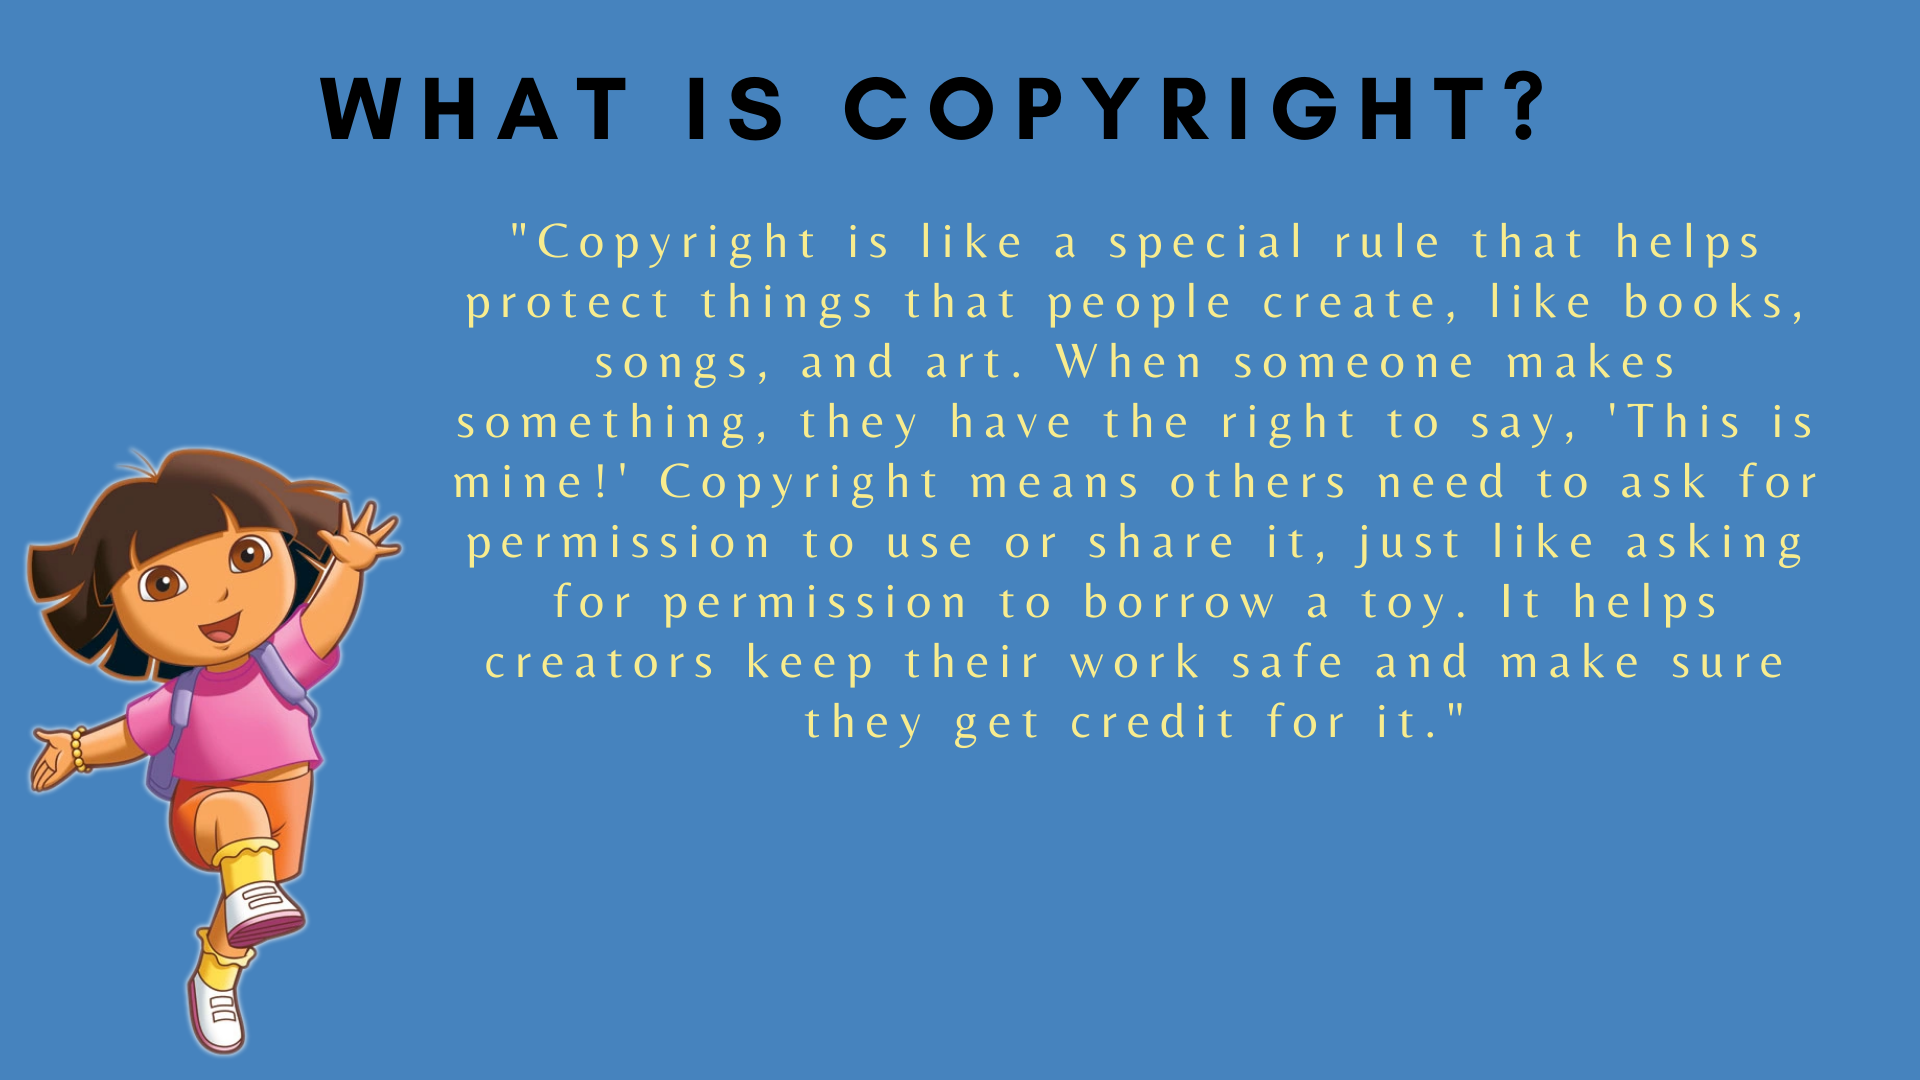 WHAT IS COPYRIGHT?
"Copyright is like a special rule that helps
protect things that people create, like books,
songs, and art. When someone makes
something, they have the right to say, 'This is
mine!' Copyright means others need to ask for
permission to use or share it, just like asking
for permission to borrow a toy. It helps
creators keep their work safe and make sure
they get credit for it."